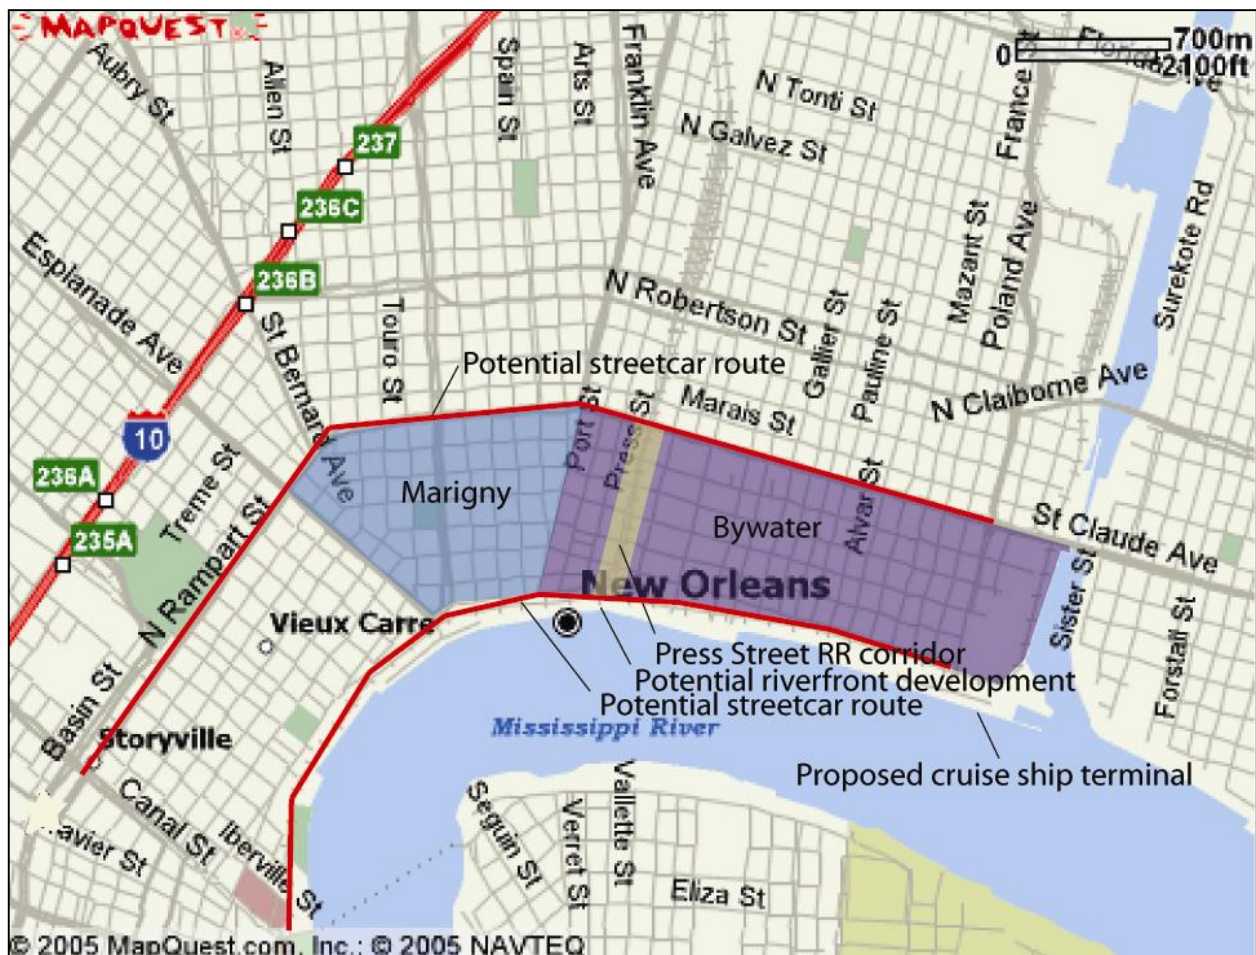 MAPQUEST
0
700m
2100ft
Aubry St
Allen St
Spain St
Arts St
Franklin Ave
N Tonti St
N Galvez St
France St
Florida Ave
237
236C
236B
Esplanade Ave
St Bernard Ave
Touro St
N Robertson St
Gallier St
Pauline St
Mazant St
Poland Ave
Surekote Rd
Potential streetcar route
Port St
Press St
Marais St
N Claiborne Ave
10
236A
235A
Treme St
N Rampart St
Marigny
Bywater
Alvar St
St Claude Ave
New Orleans
Vieux Carre
Sister St
Forstall St
Press Street RR corridor
Potential riverfront development
Potential streetcar route
Basin St
Storyville
Mississippi River
Proposed cruise ship terminal
Canal St
Iberville St
avier St
Seguin St
Verret St
Vallette St
Eliza St
© 2005 MapQuest.com, Inc.; © 2005 NAVTEQ